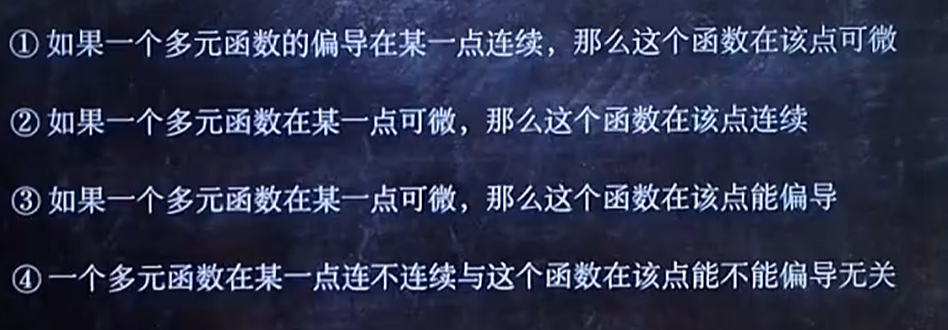 ① 如果一个多元函数的偏导在某一点连续，那么这个函数在该点可微
② 如果一个多元函数在某一点可微，那么这个函数在该点连续
③ 如果一个多元函数在某一点可微，那么这个函数在该点能偏导
④ 一个多元函数在某一点连不连续与这个函数在该点能不能偏导无关